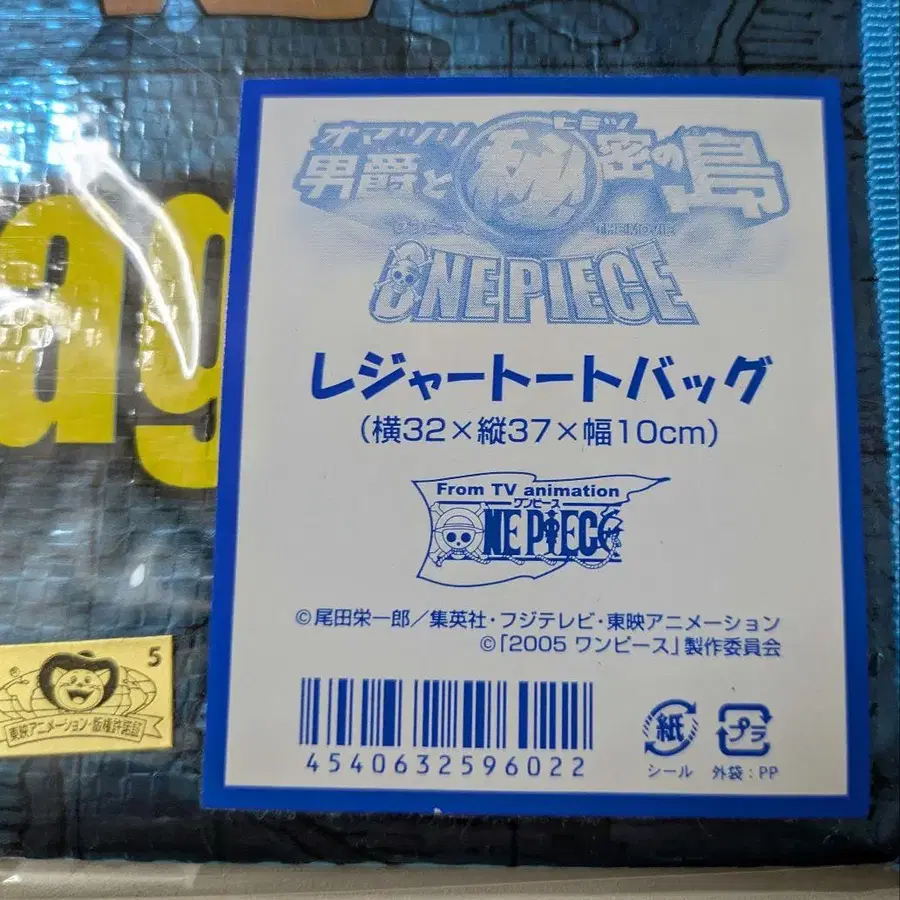 ag
オマツリ
男爵と
ヒミツ
秘密の島
ワンピース
THE MOVIE
ONE PIECE
レジャートートバッグ
(横32×縦37×幅10cm)
From TV animation
ワンピース
ONE PIECE
©尾田栄一郎/集英社・フジテレビ・東映アニメーション
©「2005 ワンピース」製作委員会
4540632596022
紙
シール
プラ
外袋:PP
5
東映アニメーション・版権許諾証